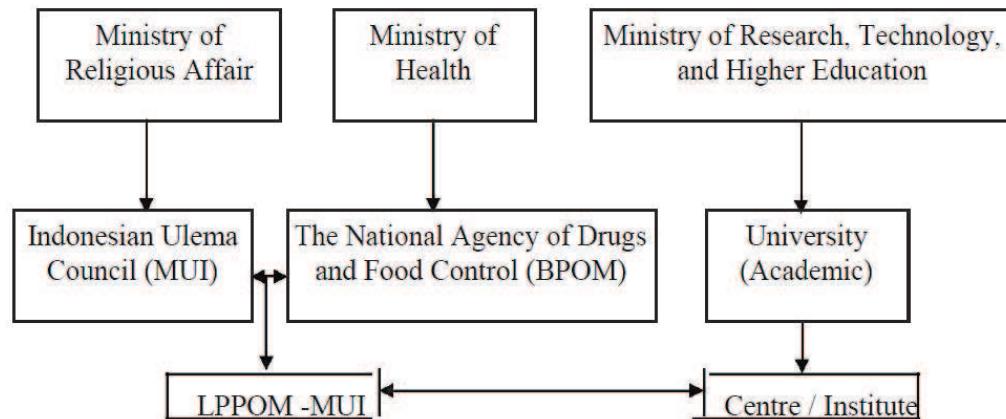 Ministry of
Religious Affair
Ministry of
Health
Ministry of Research, Technology,
and Higher Education
Indonesian Ulema
Council (MUI)
The National Agency of Drugs
and Food Control (BPOM)
University
(Academic)
LPPOM -MUI
Centre / Institute